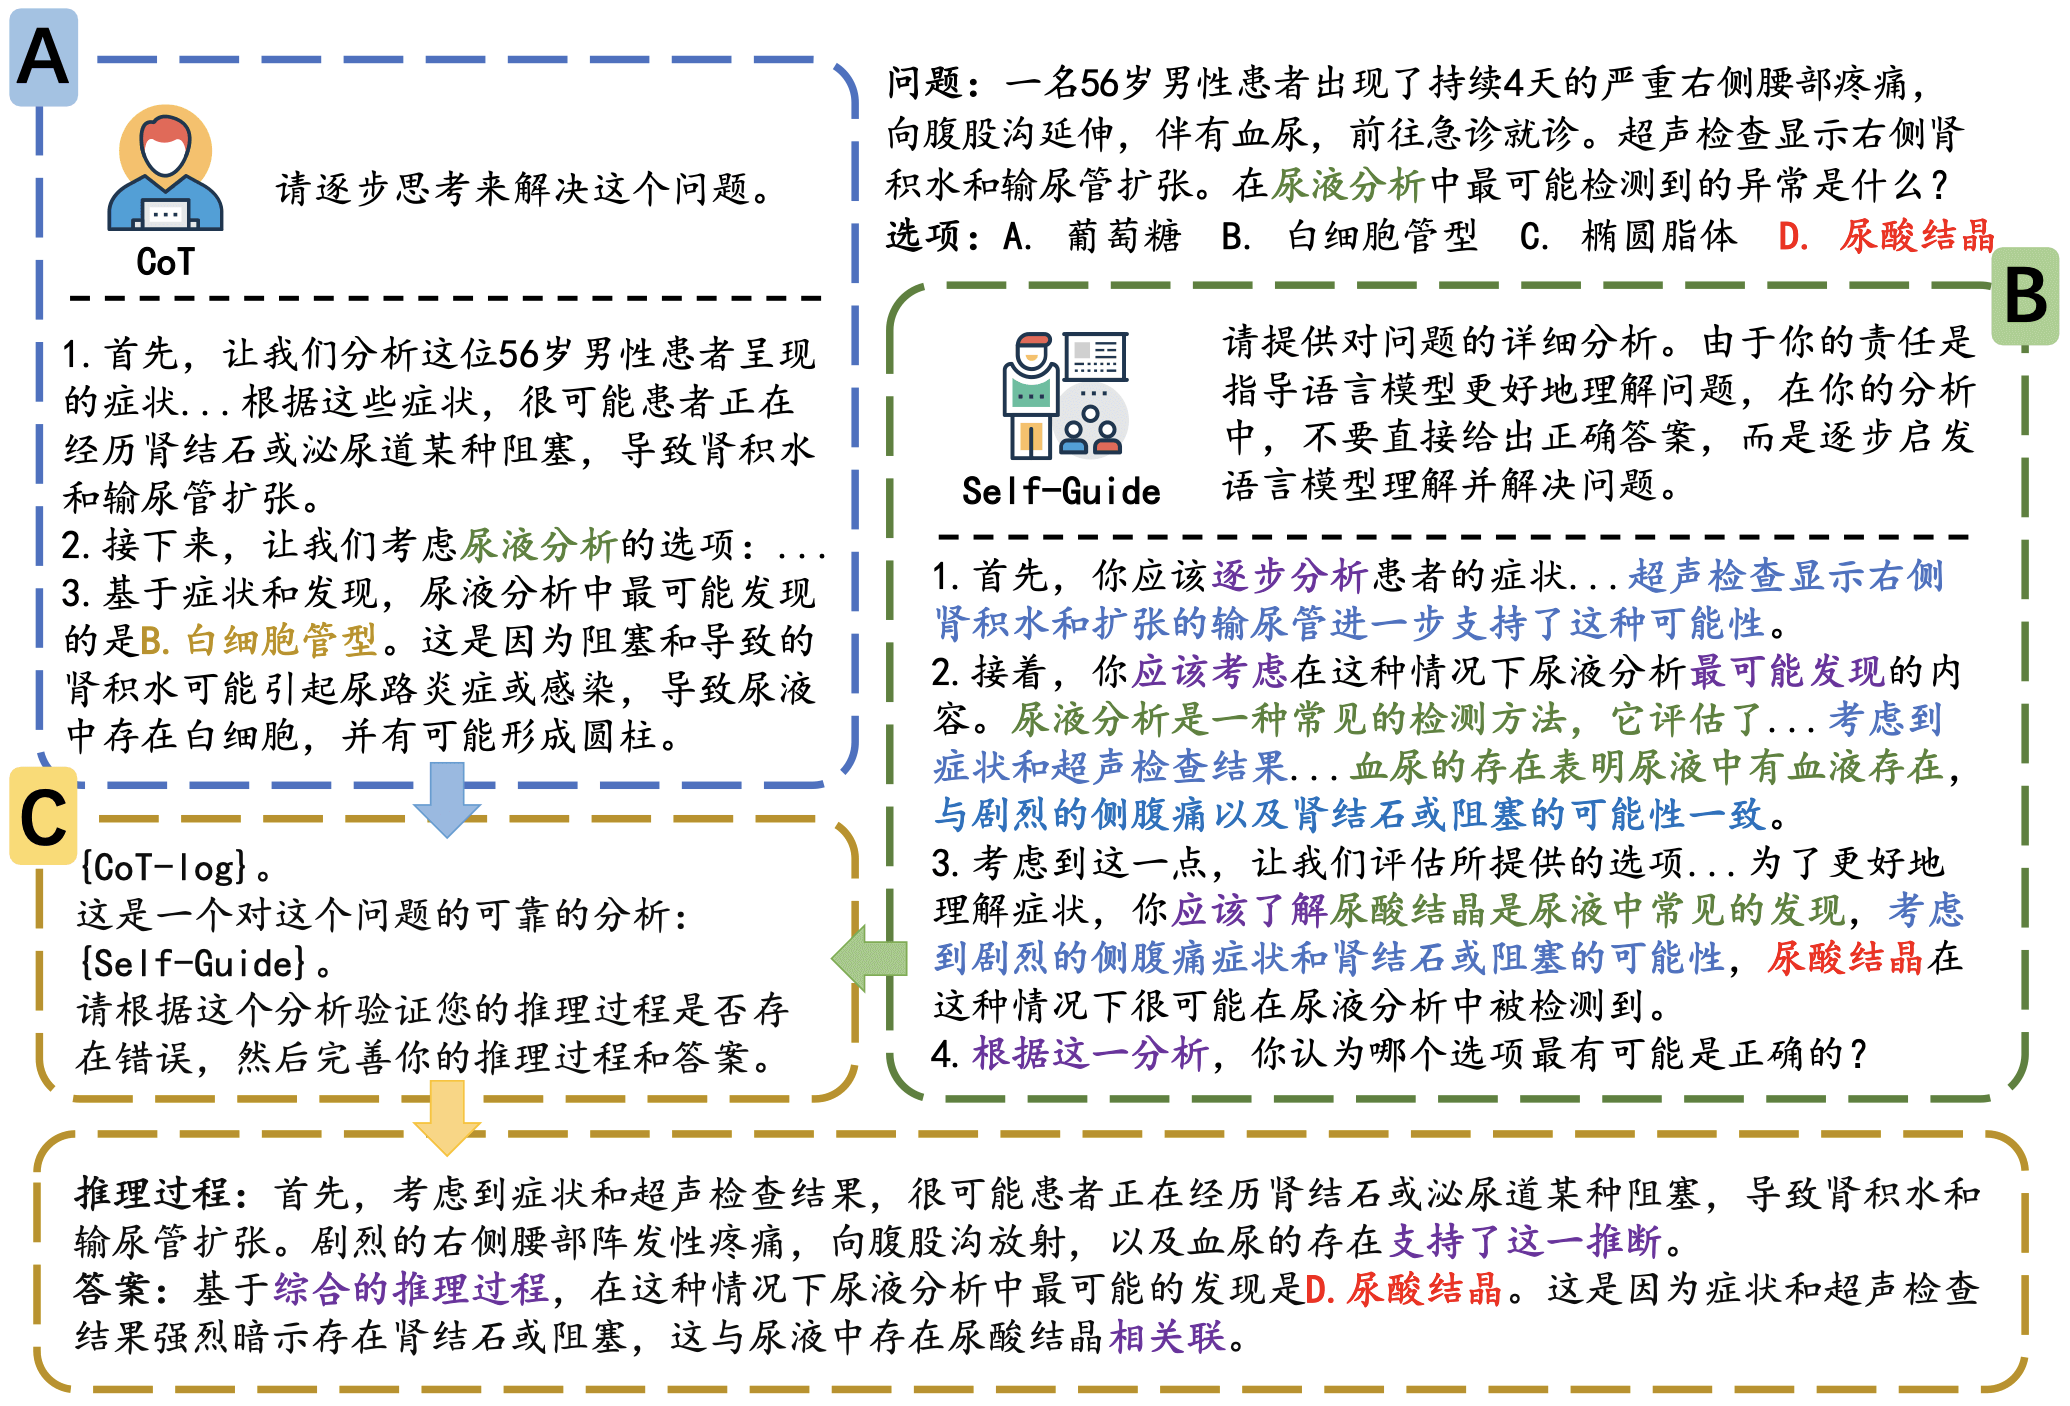 A
请逐步思考来解决这个问题。
CoT
1. 首先，让我们分析这位56岁男性患者呈现
的症状...根据这些症状，很可能患者正在
经历肾结石或泌尿道某种阻塞，导致肾积水
和输尿管扩张。
2. 接下来，让我们考虑尿液分析的选项：...
3. 基于症状和发现，尿液分析中最可能发现
的是B. 白细胞管型。这是因为阻塞和导致的
肾积水可能引起尿路炎症或感染，导致尿液
中存在白细胞，并有可能形成圆柱。
问题：一名56岁男性患者出现了持续4天的严重右侧腰部疼痛，
向腹股沟延伸，伴有血尿，前往急诊就诊。超声检查显示右侧肾
积水和输尿管扩张。在尿液分析中最可能检测到的异常是什么？
选项：A. 葡萄糖 B. 白细胞管型 C. 椭圆脂体 D. 尿酸结晶
B
请提供对问题的详细分析。由于你的责任是
指导语言模型更好地理解问题，在你的分析
中，不要直接给出正确答案，而是逐步启发
语言模型理解并解决问题。
Self-Guide
1. 首先，你应该逐步分析患者的症状...超声检查显示右侧
肾积水和扩张的输尿管进一步支持了这种可能性。
2. 接着，你应该考虑在这种情况下尿液分析最可能发现的内
容。尿液分析是一种常见的检测方法，它评估了...考虑到
症状和超声检查结果...血尿的存在表明尿液中有血液存在，
与剧烈的侧腹痛以及肾结石或阻塞的可能性一致。
3. 考虑到这一点，让我们评估所提供的选项...为了更好地
理解症状，你应该了解尿酸结晶是尿液中常见的发现，考虑
到剧烈的侧腹痛症状和肾结石或阻塞的可能性，尿酸结晶在
这种情况下很可能在尿液分析中被检测到。
4. 根据这一分析，你认为哪个选项最有可能是正确的？
C
{CoT-log}。
这是一个对这个问题的可靠的分析：
{Self-Guide}。
请根据这个分析验证您的推理过程是否存
在错误，然后完善你的推理过程和答案。
推理过程：首先，考虑到症状和超声检查结果，很可能患者正在经历肾结石或泌尿道某种阻塞，导致肾积水和
输尿管扩张。剧烈的右侧腰部阵发性疼痛，向腹股沟放射，以及血尿的存在支持了这一推断。
答案：基于综合的推理过程，在这种情况下尿液分析中最可能的发现是D. 尿酸结晶。这是因为症状和超声检查
结果强烈暗示存在肾结石或阻塞，这与尿液中存在尿酸结晶相关联。